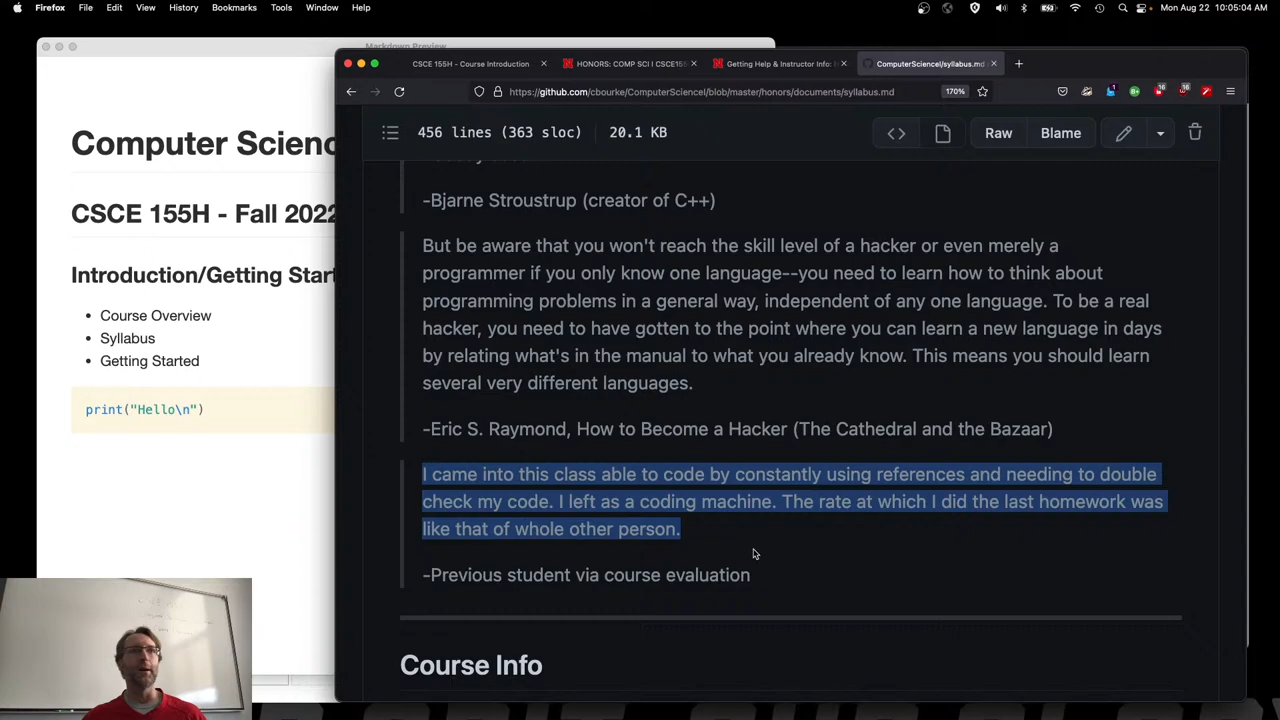 Firefox File Edit View History Bookmarks Tools Window Help
Mon Aug 22 10:05:04 AM
Markdown Preview
CSCE 155H - Course Introduction
HONORS: COMP SCI I CSCE155
Getting Help & Instructor Info:
ComputerScienceI/syllabus.md
https://github.com/cbourke/ComputerScienceI/blob/master/honors/documents/syllabus.md
170%
456 lines (363 sloc) 20.1 KB
Raw
Blame
-Bjarne Stroustrup (creator of C++)
But be aware that you won't reach the skill level of a hacker or even merely a
programmer if you only know one language--you need to learn how to think about
programming problems in a general way, independent of any one language. To be a real
hacker, you need to have gotten to the point where you can learn a new language in days
by relating what's in the manual to what you already know. This means you should learn
several very different languages.
-Eric S. Raymond, How to Become a Hacker (The Cathedral and the Bazaar)
I came into this class able to code by constantly using references and needing to double
check my code. I left as a coding machine. The rate at which I did the last homework was
like that of whole other person.
-Previous student via course evaluation
Course Info
Computer Scienc
CSCE 155H - Fall 2022
Introduction/Getting Start
• Course Overview
• Syllabus
• Getting Started
print("Hello\n")